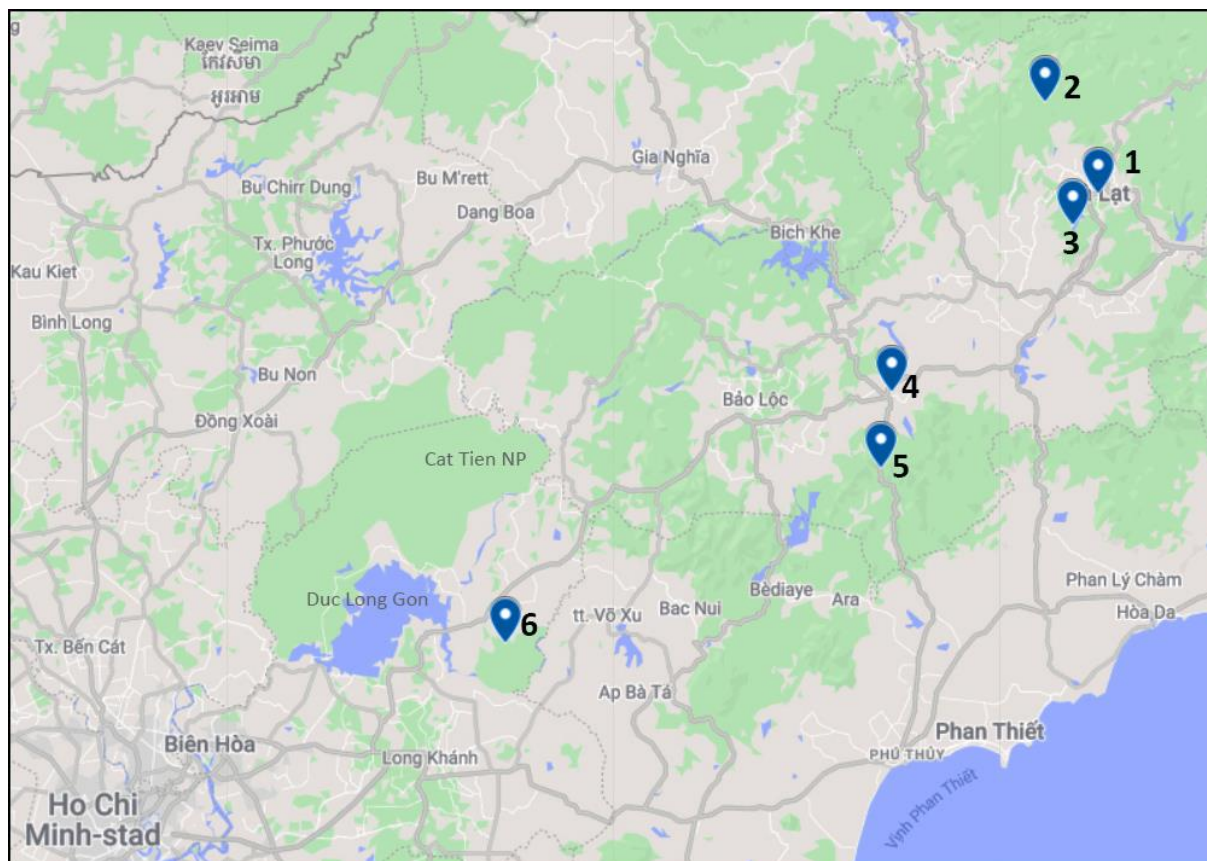 g
Kaev Seima
កែវសីមា
អូរអាម
2
1
Lạt
3
Gia Nghĩa
Bu M'rett
Bu Chirr Dung
Dang Boa
Bich Khe
Tx. Phước
Long
Kau Kiet
Bình Long
Bu Non
4
Bảo Lộc
Đồng Xoài
Cat Tien NP
5
Phan Lý Chàm
Hòa Da
Bèdiaye
Ara
Duc Long Gon
6
tt. Võ Xu
Bac Nui
Tx. Bến Cát
Ap Bà Tá
Biên Hòa
Long Khánh
Phan Thiết
PHÚ THỦY
Vịnh Phan Thiết
Ho Chi
Minh-stad